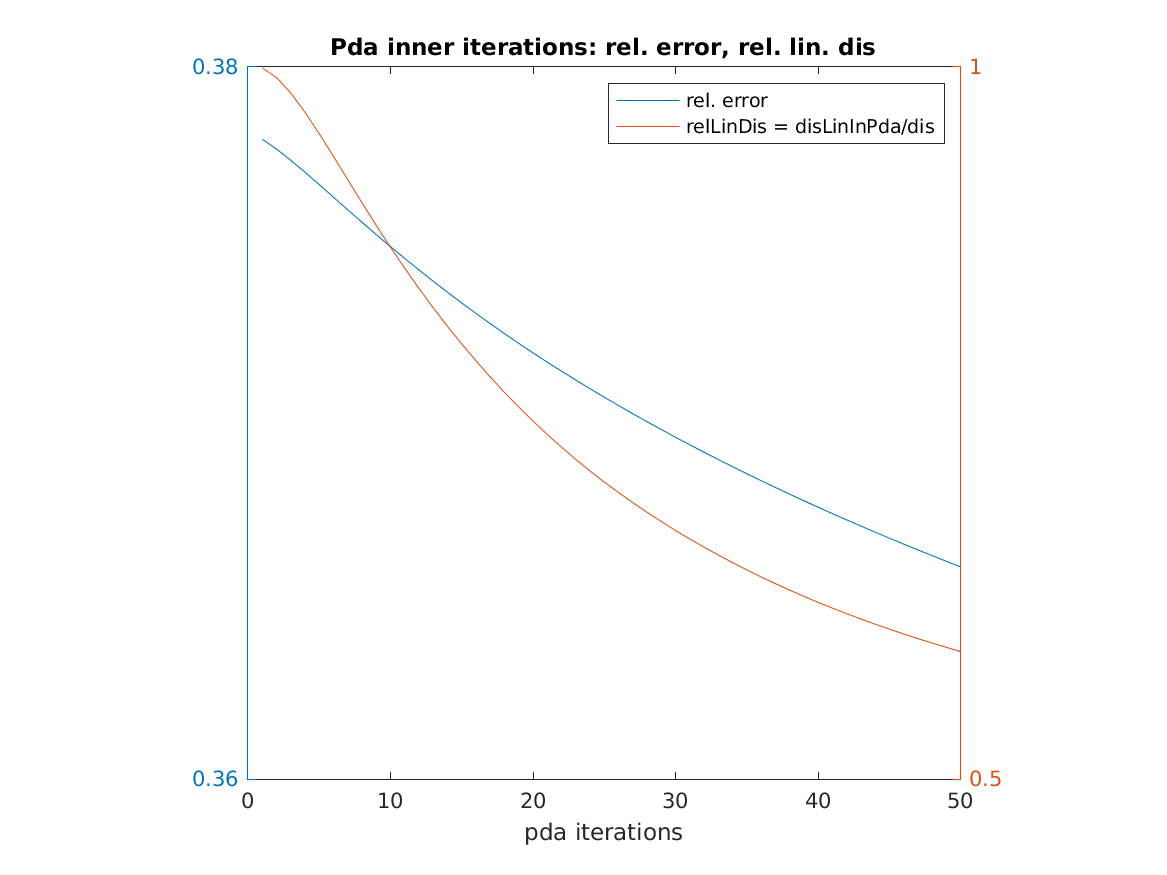 Pda inner iterations: rel. error, rel. lin. dis
0.38
1
rel. error
relLinDis = disLinInPda/dis
0.36
0.5
0 10 20 30 40 50
pda iterations